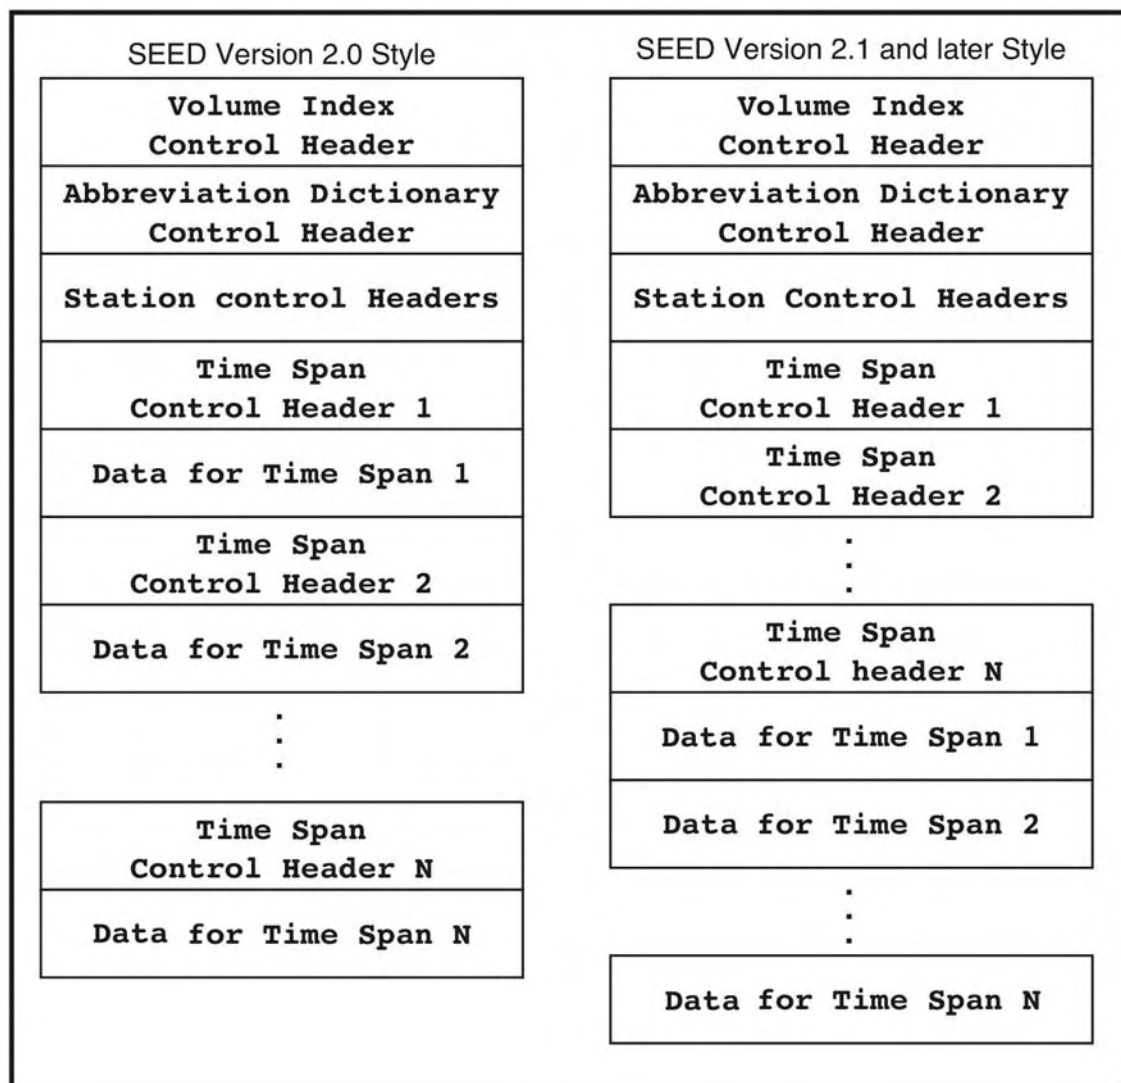 SEED Version 2.0 Style
Volume Index
Control Header
Abbreviation Dictionary
Control Header
Station control Headers
Time Span
Control Header 1
Data for Time Span 1
Time Span
Control Header 2
Data for Time Span 2
Time Span
Control Header N
Data for Time Span N
SEED Version 2.1 and later Style
Volume Index
Control Header
Abbreviation Dictionary
Control Header
Station Control Headers
Time Span
Control Header 1
Time Span
Control Header 2
Time Span
Control header N
Data for Time Span 1
Data for Time Span 2
Data for Time Span N